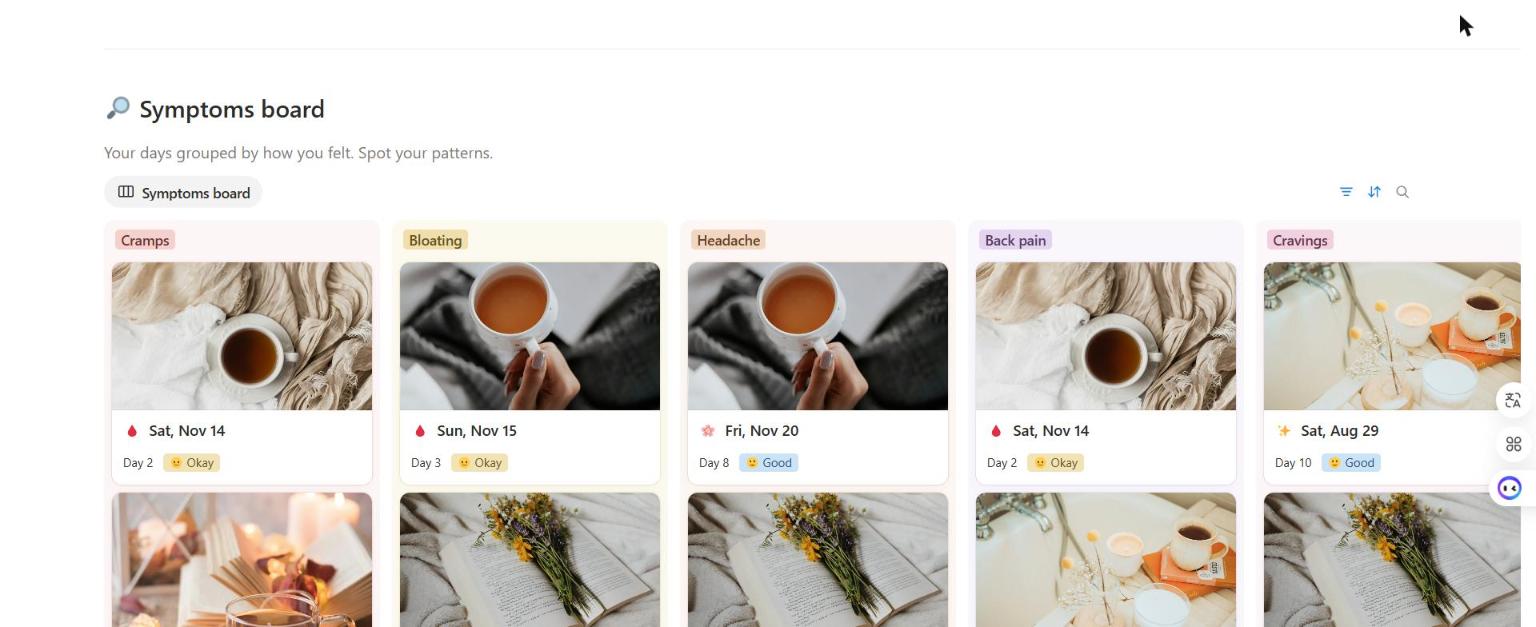 Symptoms board
Your days grouped by how you felt. Spot your patterns.
Symptoms board
Cramps
Bloating
Headache
Back pain
Cravings
Sat, Nov 14
Sun, Nov 15
Fri, Nov 20
Sat, Nov 14
Sat, Aug 29
Day 2 Okay
Day 3 Okay
Day 8 Good
Day 2 Okay
Day 10 Good